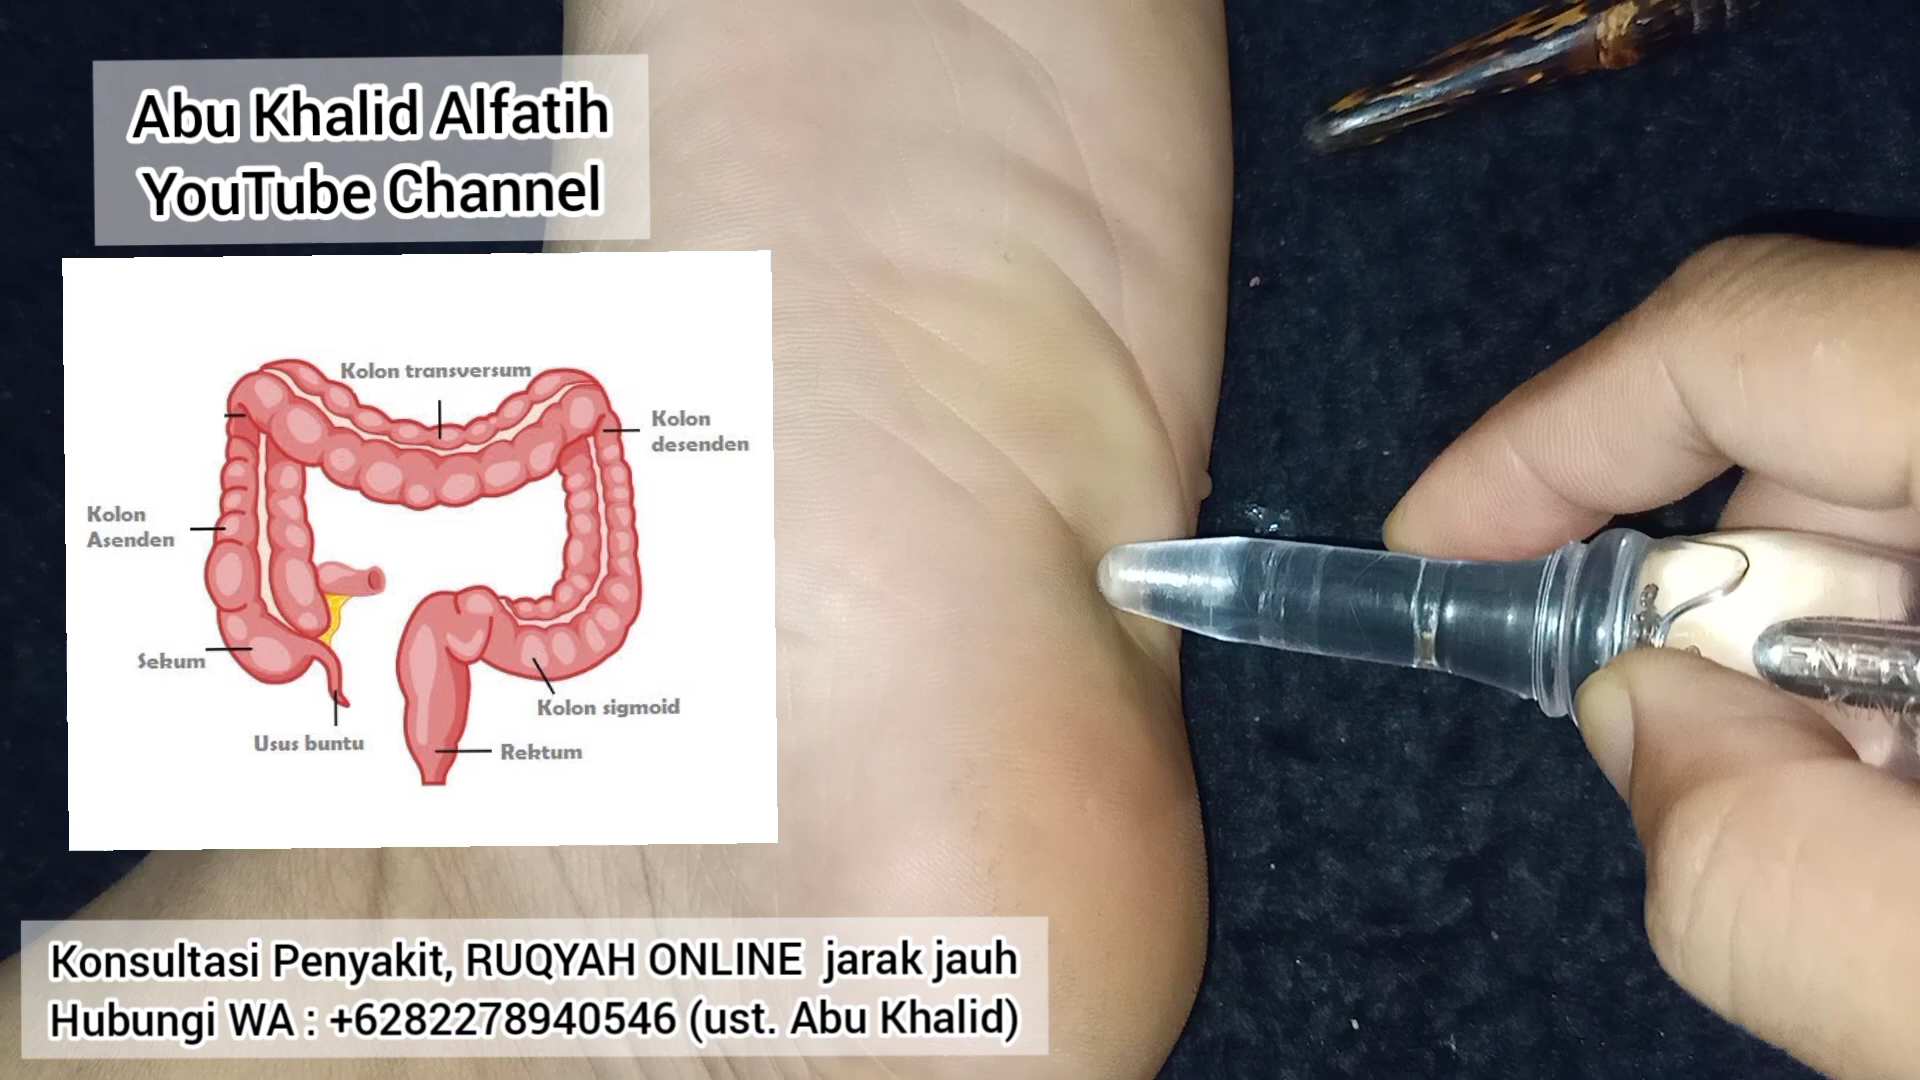 Abu Khalid Alfatih
YouTube Channel
Kolon transversum
Kolon
desenden
Kolon
Asenden
Sekum
Usus buntu
Kolon sigmoid
Rektum
Konsultasi Penyakit, RUQYAH ONLINE jarak jauh
Hubungi WA : +6282278940546 (ust. Abu Khalid)